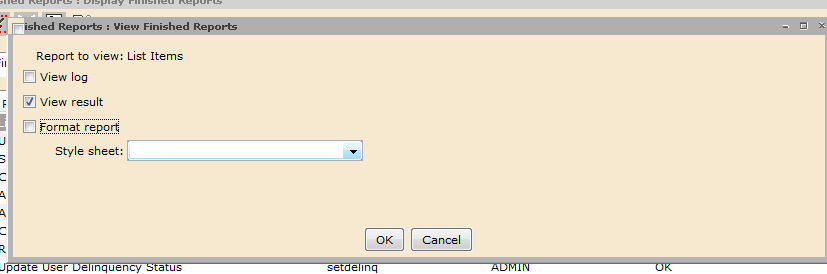 shed Reports : Display Finished Reports
ished Reports : View Finished Reports
Report to view: List Items
View log
View result
Format report
Style sheet:
OK Cancel
Update User Delinquency Status setdelinq ADMIN OK